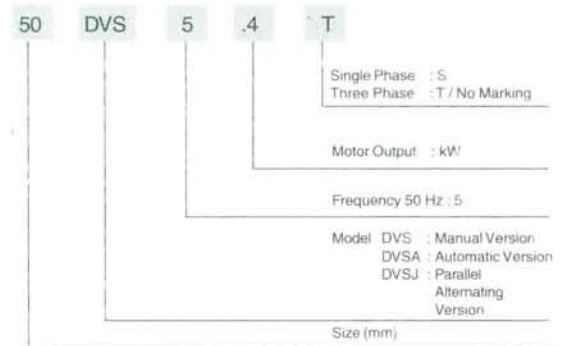 50 DVS 5 .4 T
Single Phase : S
Three Phase : T / No Marking
Motor Output : kW
Frequency 50 Hz : 5
Model DVS : Manual Version
DVSA : Automatic Version
DVSJ : Parallel
Alternating
Version
Size (mm)